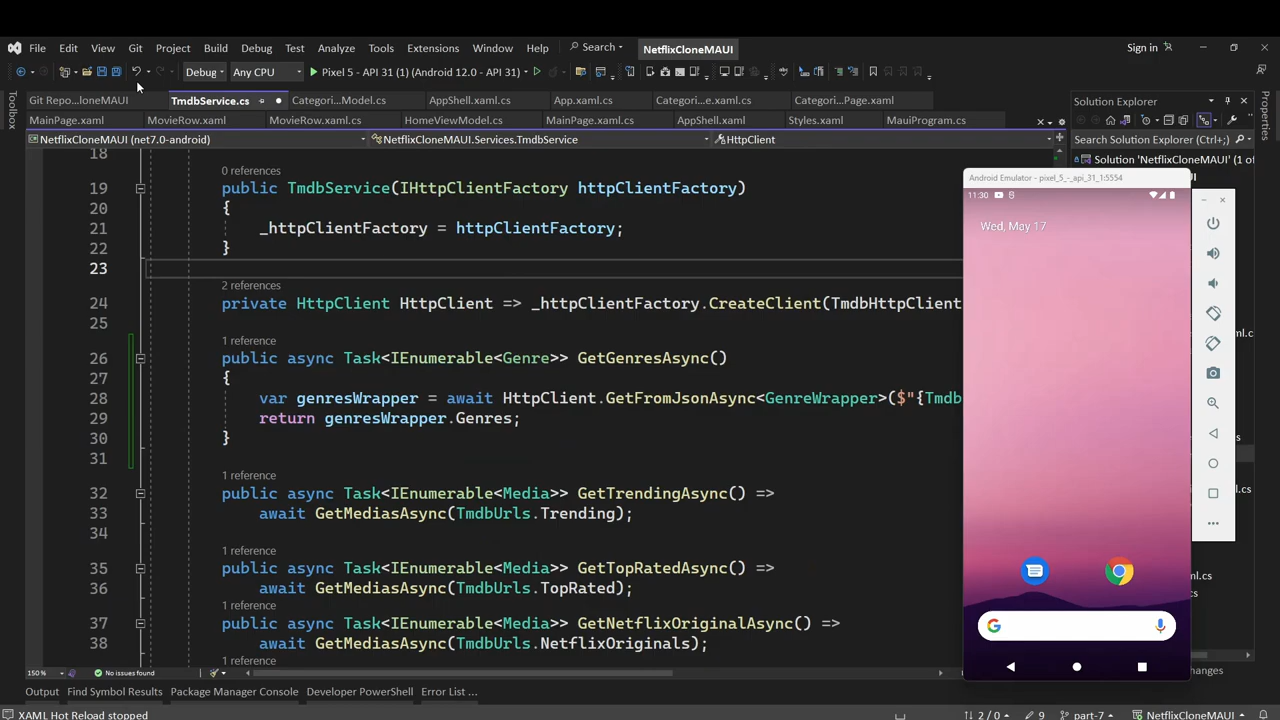 File Edit View Git Project Build Debug Test Analyze Tools Extensions Window Help Search NetflixCloneMAUI Sign in
Debug Any CPU Pixel 5 - API 31 (1) (Android 12.0 - API 31)
Git Repo...loneMAUI TmdbService.cs Categori...Model.cs AppShell.xaml.cs App.xaml.cs Categori...e.xaml.cs Categori...Page.xaml
MainPage.xaml MovieRow.xaml MovieRow.xaml.cs HomeViewModel.cs MainPage.xaml.cs AppShell.xaml Styles.xaml MauiProgram.cs
Toolbox
NetflixCloneMAUI (net7.0-android) NetflixCloneMAUI.Services.TmdbService HttpClient
18
0 references
19 public TmdbService(IHttpClientFactory httpClientFactory)
20 {
21 _httpClientFactory = httpClientFactory;
22 }
23
2 references
24 private HttpClient HttpClient => _httpClientFactory.CreateClient(TmdbHttpClient
25
1 reference
26 public async Task<IEnumerable<Genre>> GetGenresAsync()
27 {
28 var genresWrapper = await HttpClient.GetFromJsonAsync<GenreWrapper>($"{Tmdb
29 return genresWrapper.Genres;
30 }
31
1 reference
32 public async Task<IEnumerable<Media>> GetTrendingAsync() =>
33 await GetMediasAsync(TmdbUrls.Trending);
34
1 reference
35 public async Task<IEnumerable<Media>> GetTopRatedAsync() =>
36 await GetMediasAsync(TmdbUrls.TopRated);
1 reference
37 public async Task<IEnumerable<Media>> GetNetflixOriginalAsync() =>
38 await GetMediasAsync(TmdbUrls.NetflixOriginals);
1 reference
150 % No issues found
Output Find Symbol Results Package Manager Console Developer PowerShell Error List ...
XAML Hot Reload stopped 2 / 0 9 part-7 NetflixCloneMAUI
Solution Explorer
Search Solution Explorer
Solution 'NetflixCloneMAUI' (1 of
Android Emulator - pixel_5_-_api_31_1:5554
11:30
Wed, May 17